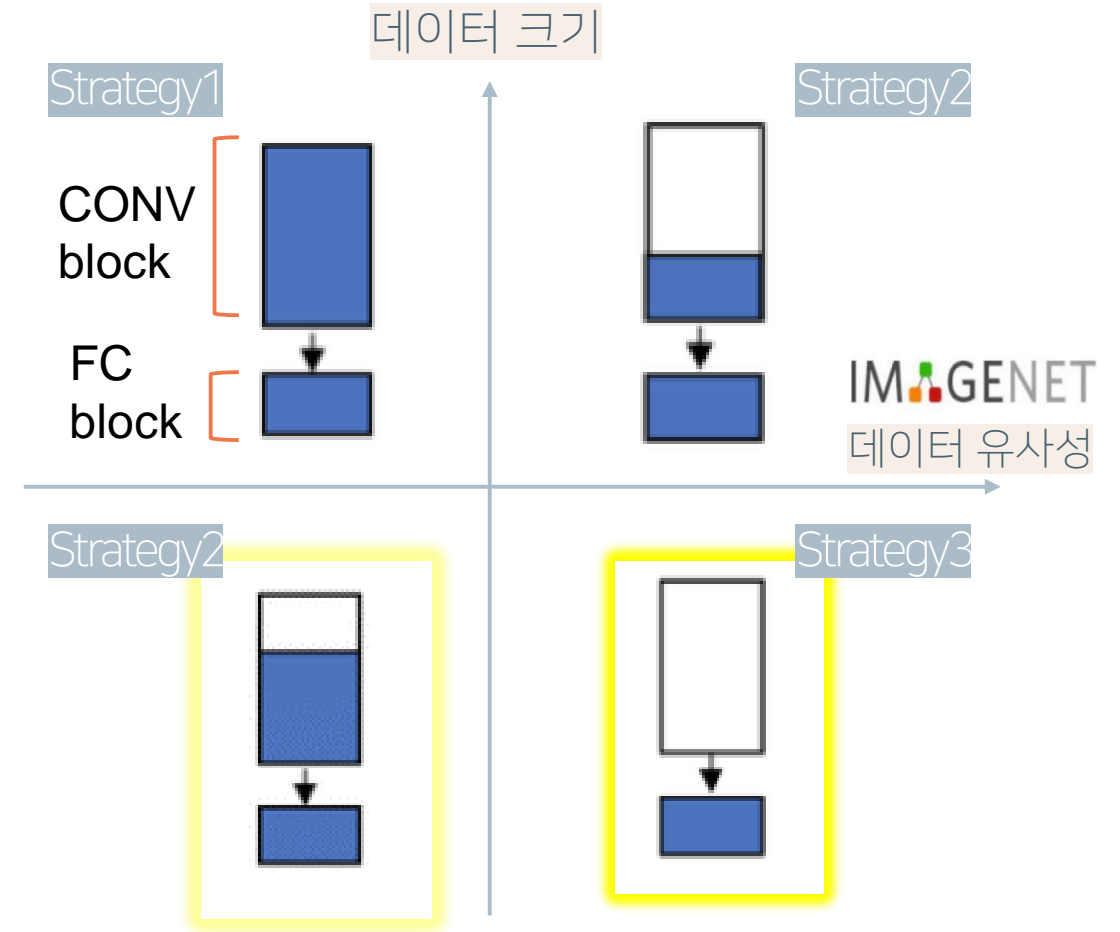 데이터 크기
Strategy1
Strategy2
CONV
block
FC
block
IMAGENET
데이터 유사성
Strategy2
Strategy3